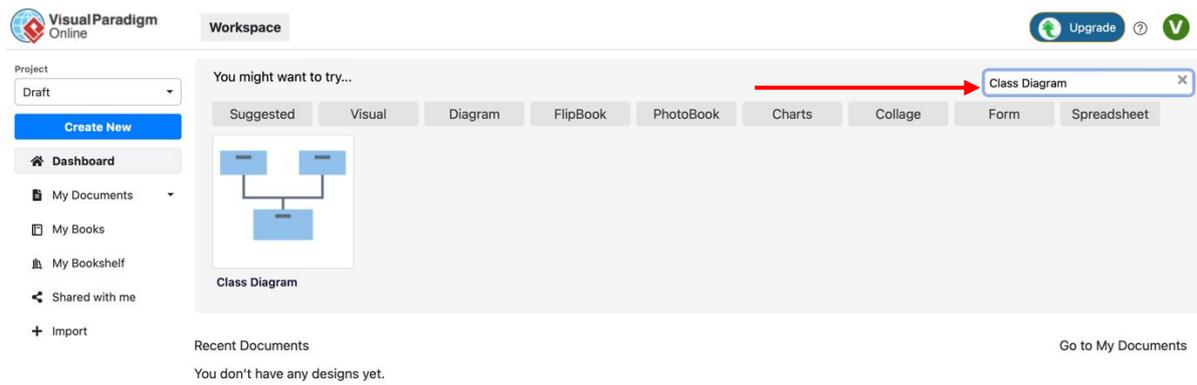 Visual Paradigm
Online
Workspace
Upgrade
?
V
Project
Draft
Create New
Dashboard
My Documents
My Books
My Bookshelf
Shared with me
Import
You might want to try...
Class Diagram
Suggested
Visual
Diagram
FlipBook
PhotoBook
Charts
Collage
Form
Spreadsheet
Class Diagram
Recent Documents
Go to My Documents
You don't have any designs yet.